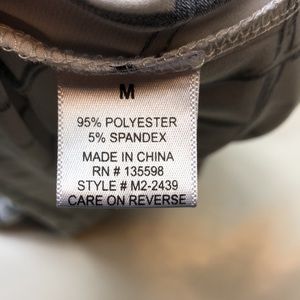 M
95% POLYESTER
5% SPANDEX
MADE IN CHINA
RN # 135598
STYLE # M2-2439
CARE ON REVERSE